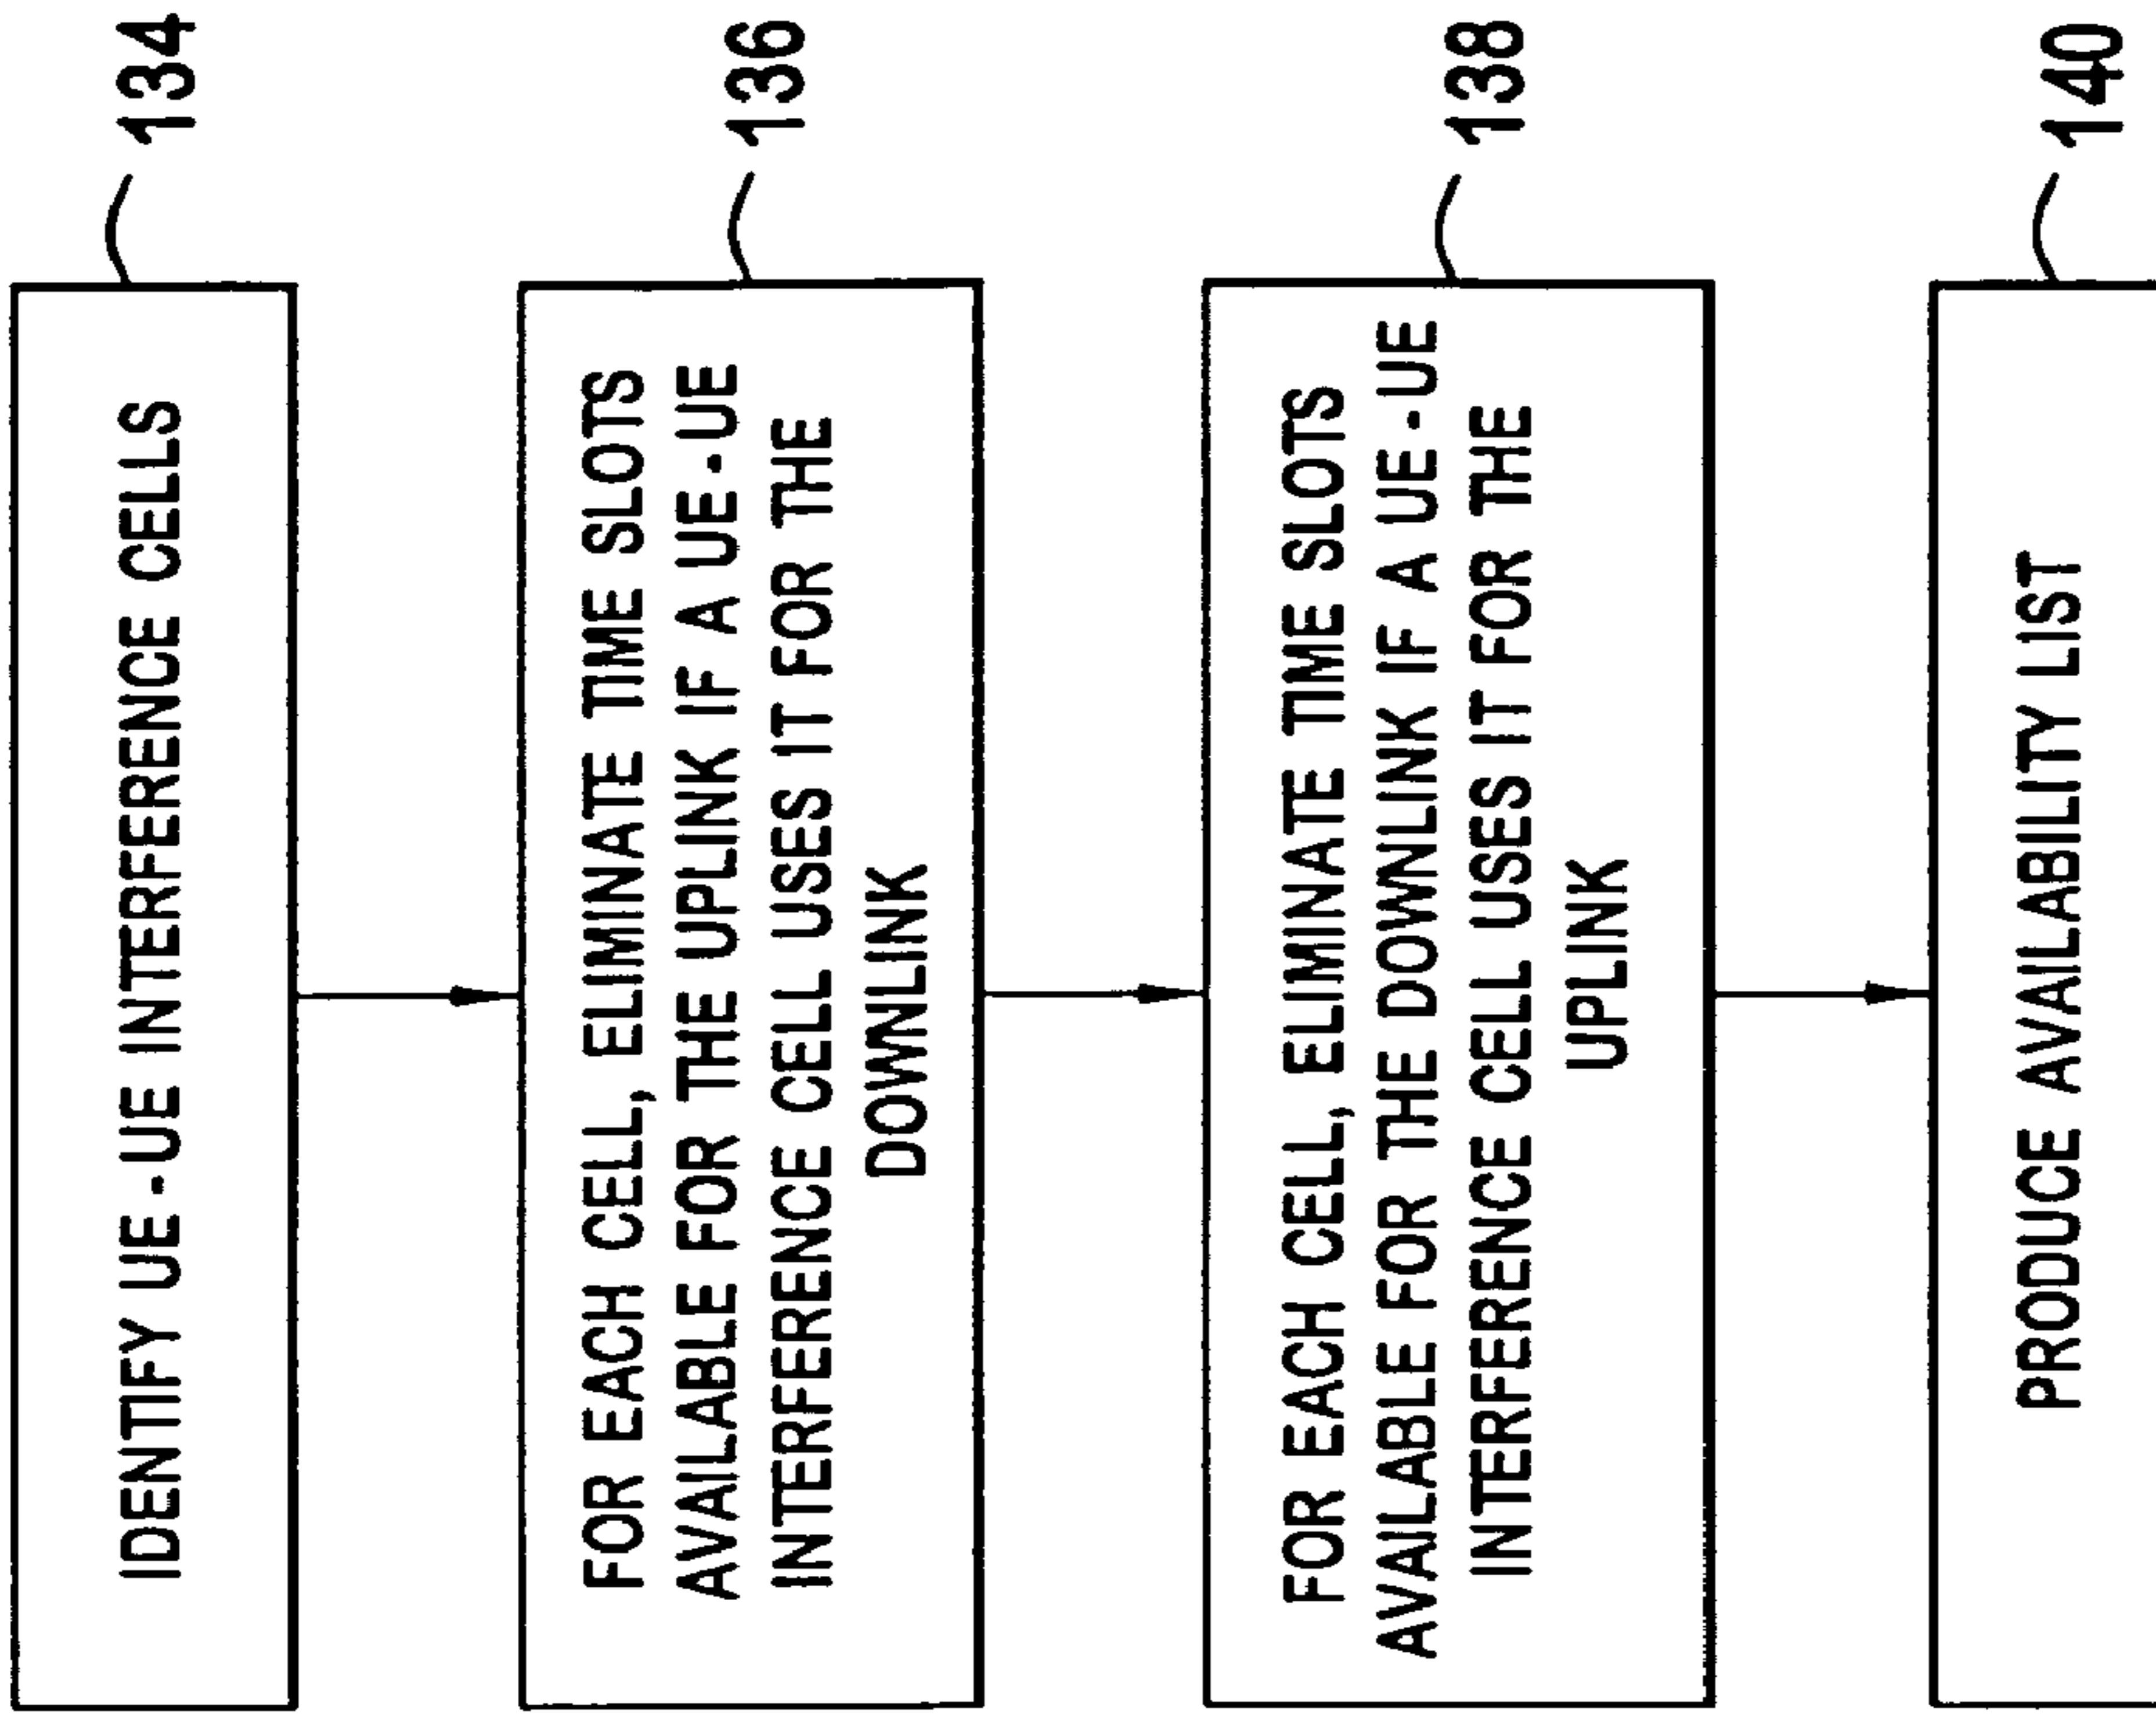 IDENTIFY UE-UE INTERFERENCE CELLS
134
FOR EACH CELL, ELIMINATE TIME SLOTS
AVAILABLE FOR THE UPLINK IF A UE-UE
INTERFERENCE CELL USES IT FOR THE
DOWNLINK
136
FOR EACH CELL, ELIMINATE TIME SLOTS
AVAILABLE FOR THE DOWNLINK IF A UE-UE
INTERFERENCE CELL USES IT FOR THE
UPLINK
138
PRODUCE AVAILABILITY LIST
140